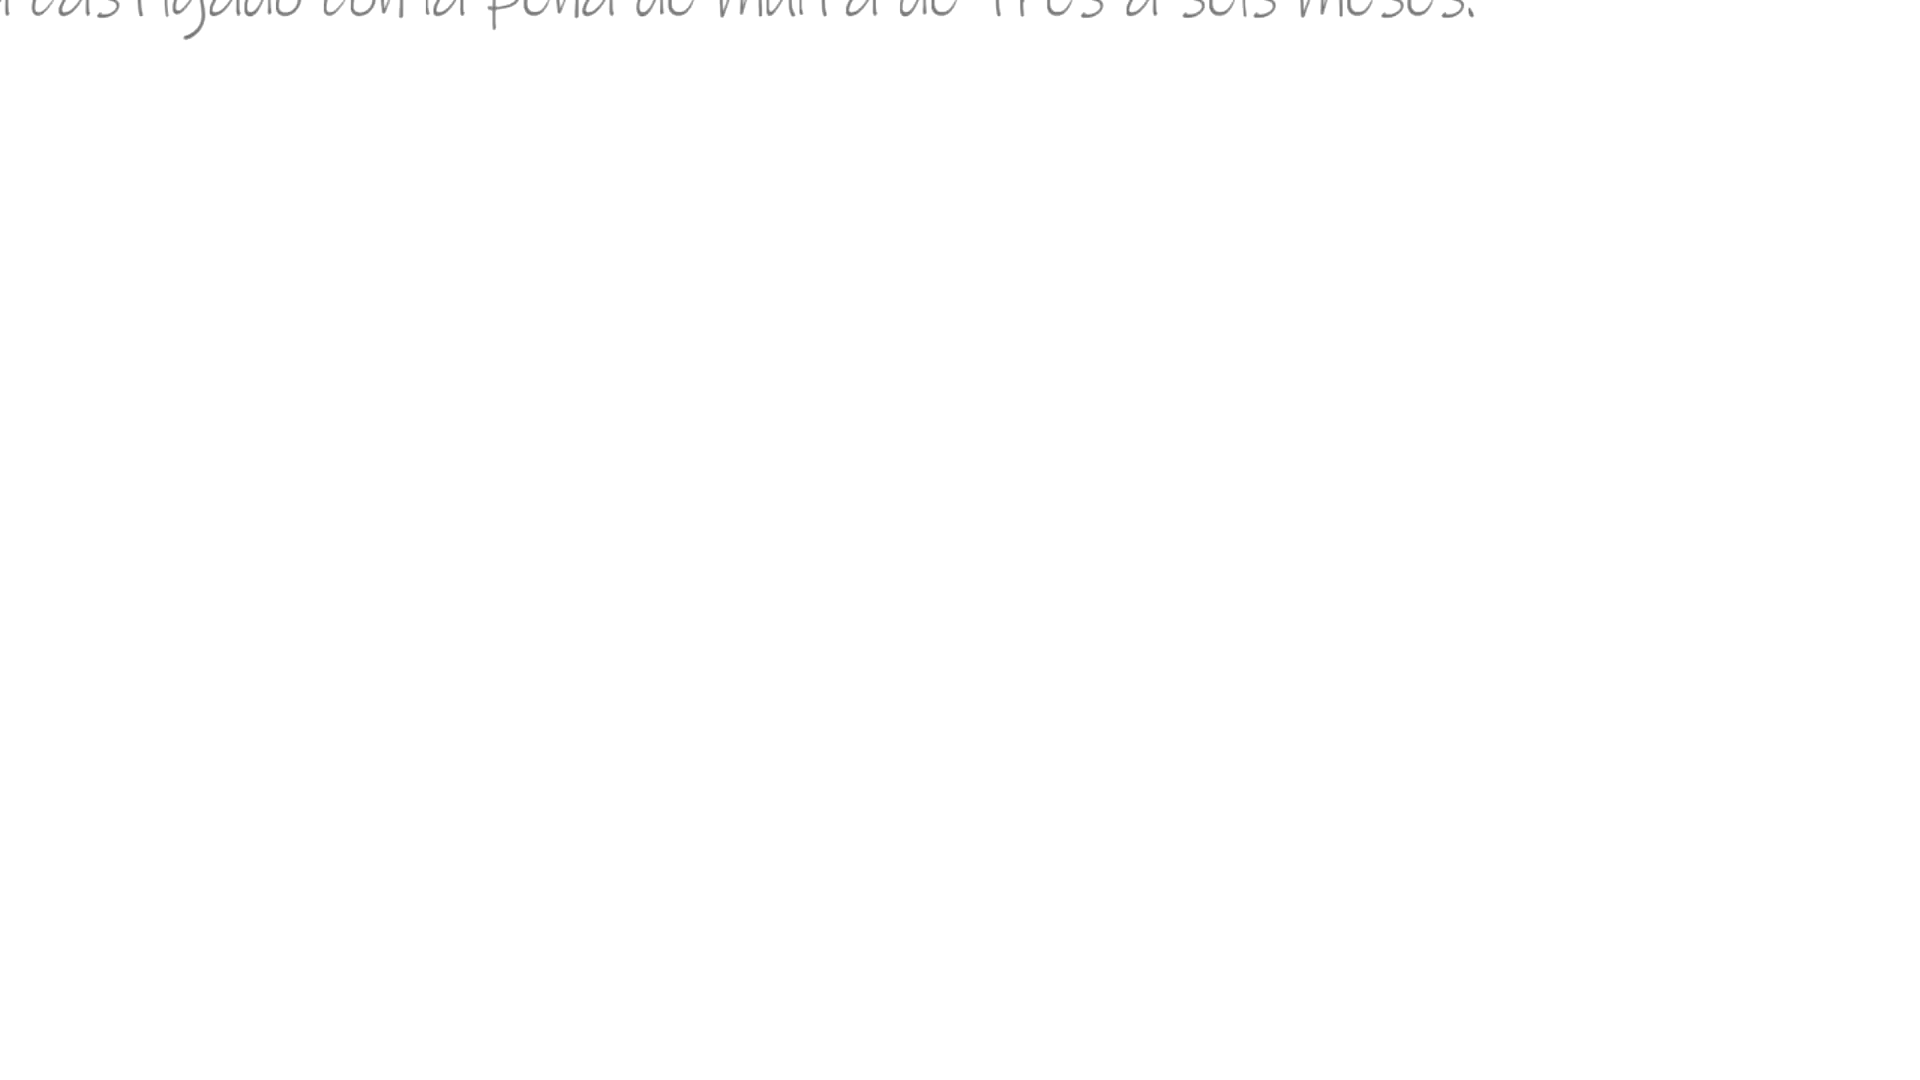 castigado con la pena de multa de tres a seis meses.